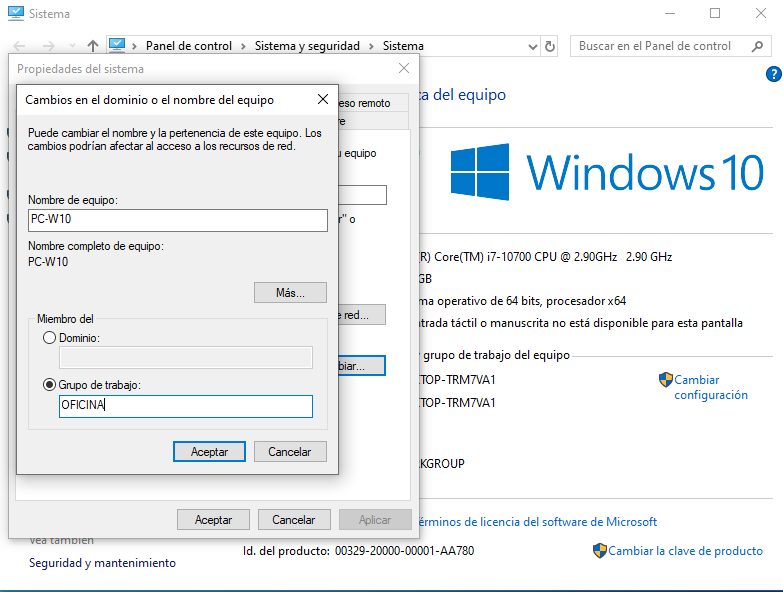 Sistema
Panel de control > Sistema y seguridad > Sistema
Buscar en el Panel de control
Propiedades del sistema
Cambios en el dominio o el nombre del equipo
eso remoto
re
ca del equipo
?
Puede cambiar el nombre y la pertenencia de este equipo. Los
cambios podrían afectar al acceso a los recursos de red.
u equipo
Windows 10
Nombre de equipo:
PC-W10
r" o
Nombre completo de equipo:
PC-W10
(R) Core(TM) i7-10700 CPU @ 2.90GHz 2.90 GHz
GB
Más...
ma operativo de 64 bits, procesador x64
e red...
ntrada táctil o manuscrita no está disponible para esta pantalla
Miembro del
Dominio:
y grupo de trabajo del equipo
biar...
Grupo de trabajo:
OFICINA
TOP-TRM7VA1
Cambiar
configuración
TOP-TRM7VA1
Aceptar
Cancelar
KGROUP
Aceptar
Cancelar
Aplicar
érminos de licencia del software de Microsoft
Vea también
Id. del producto: 00329-20000-00001-AA780
Cambiar la clave de producto
Seguridad y mantenimiento